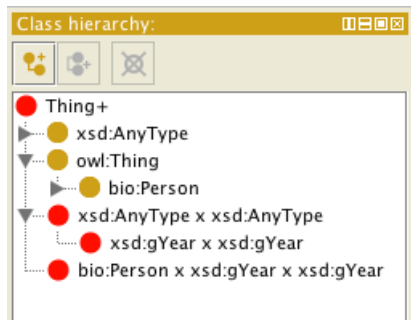 Class hierarchy:
Thing+
xsd:AnyType
owl:Thing
bio:Person
xsd:AnyType x xsd:AnyType
xsd:gYear x xsd:gYear
bio:Person x xsd:gYear x xsd:gYear